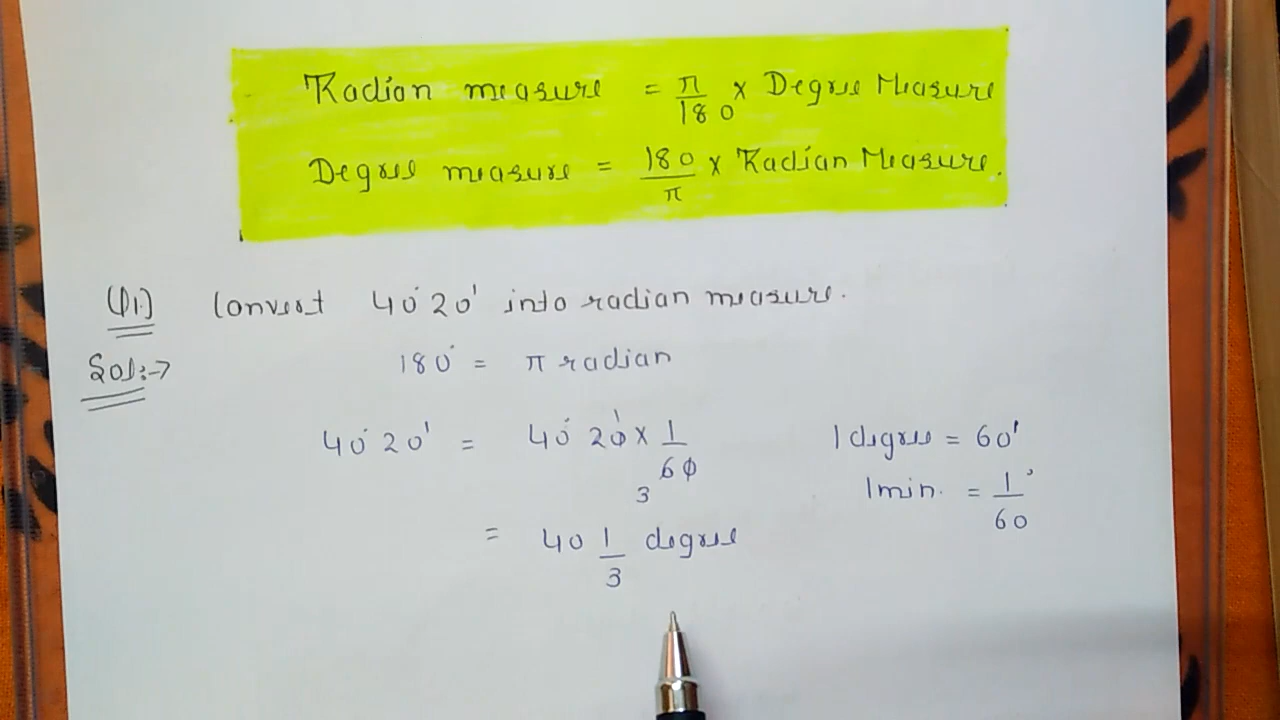 Radian measure = π/180 × Degree Measure
Degree measure = 180/π × Radian Measure.
Q1.) Convert 40° 20' into radian measure.
Sol:→ 180° = π radian
40° 20' = 40° 20 × 1/60
1
3
1 degree = 60'
1 min. = 1/60°
= 40 1/3 degree